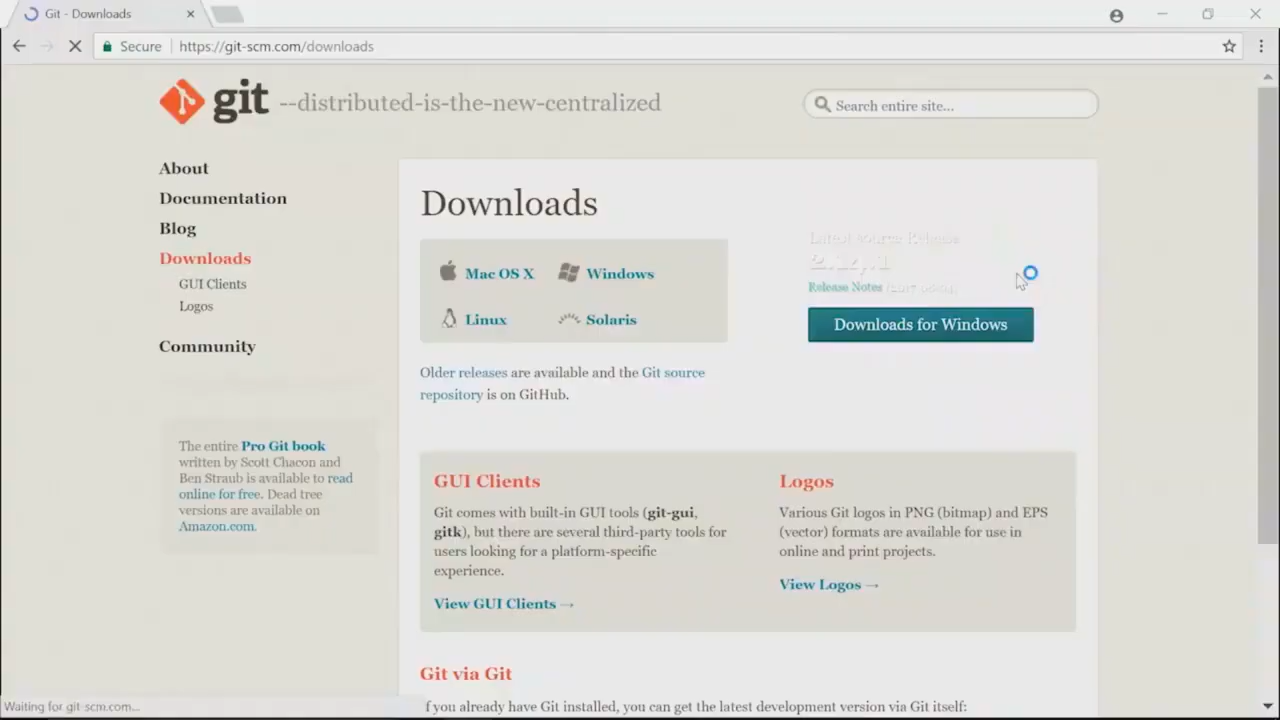 Git - Downloads
Secure
https://git-scm.com/downloads
git --distributed-is-the-new-centralized
Search entire site...
About
Documentation
Blog
Downloads
GUI Clients
Logos
Community
The entire Pro Git book
written by Scott Chacon and
Ben Straub is available to read
online for free. Dead tree
versions are available on
Amazon.com.
Downloads
Mac OS X
Windows
Linux
Solaris
Older releases are available and the Git source
repository is on GitHub.
Latest source Release
2.14.1
Release Notes
Downloads for Windows
GUI Clients
Git comes with built-in GUI tools (git-gui,
gitk), but there are several third-party tools for
users looking for a platform-specific
experience.
View GUI Clients →
Logos
Various Git logos in PNG (bitmap) and EPS
(vector) formats are available for use in
online and print projects.
View Logos →
Git via Git
f you already have Git installed, you can get the latest development version via Git itself:
Waiting for git-scm.com...